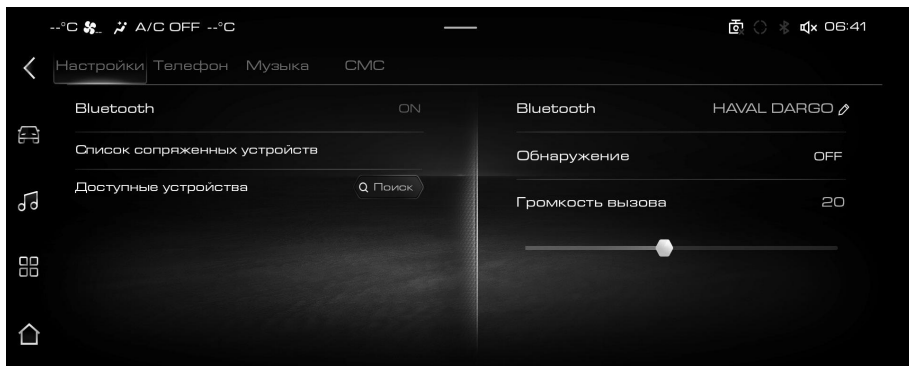 --°C A/C OFF --°C 06:41
Настройки Телефон Музыка СМС
Bluetooth ON
Список сопряженных устройств
Доступные устройства Поиск
Bluetooth HAVAL DARGO
Обнаружение OFF
Громкость вызова 20